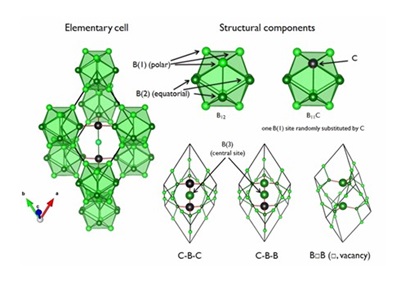 Elementary cell
Structural components
B(1) (polar)
B(2) (equatorial)
C
B12
B11C
one B(1) site randomly substituted by C
B(3)
(central site)
b
c
a
C-B-C
C-B-B
B□B (□, vacancy)